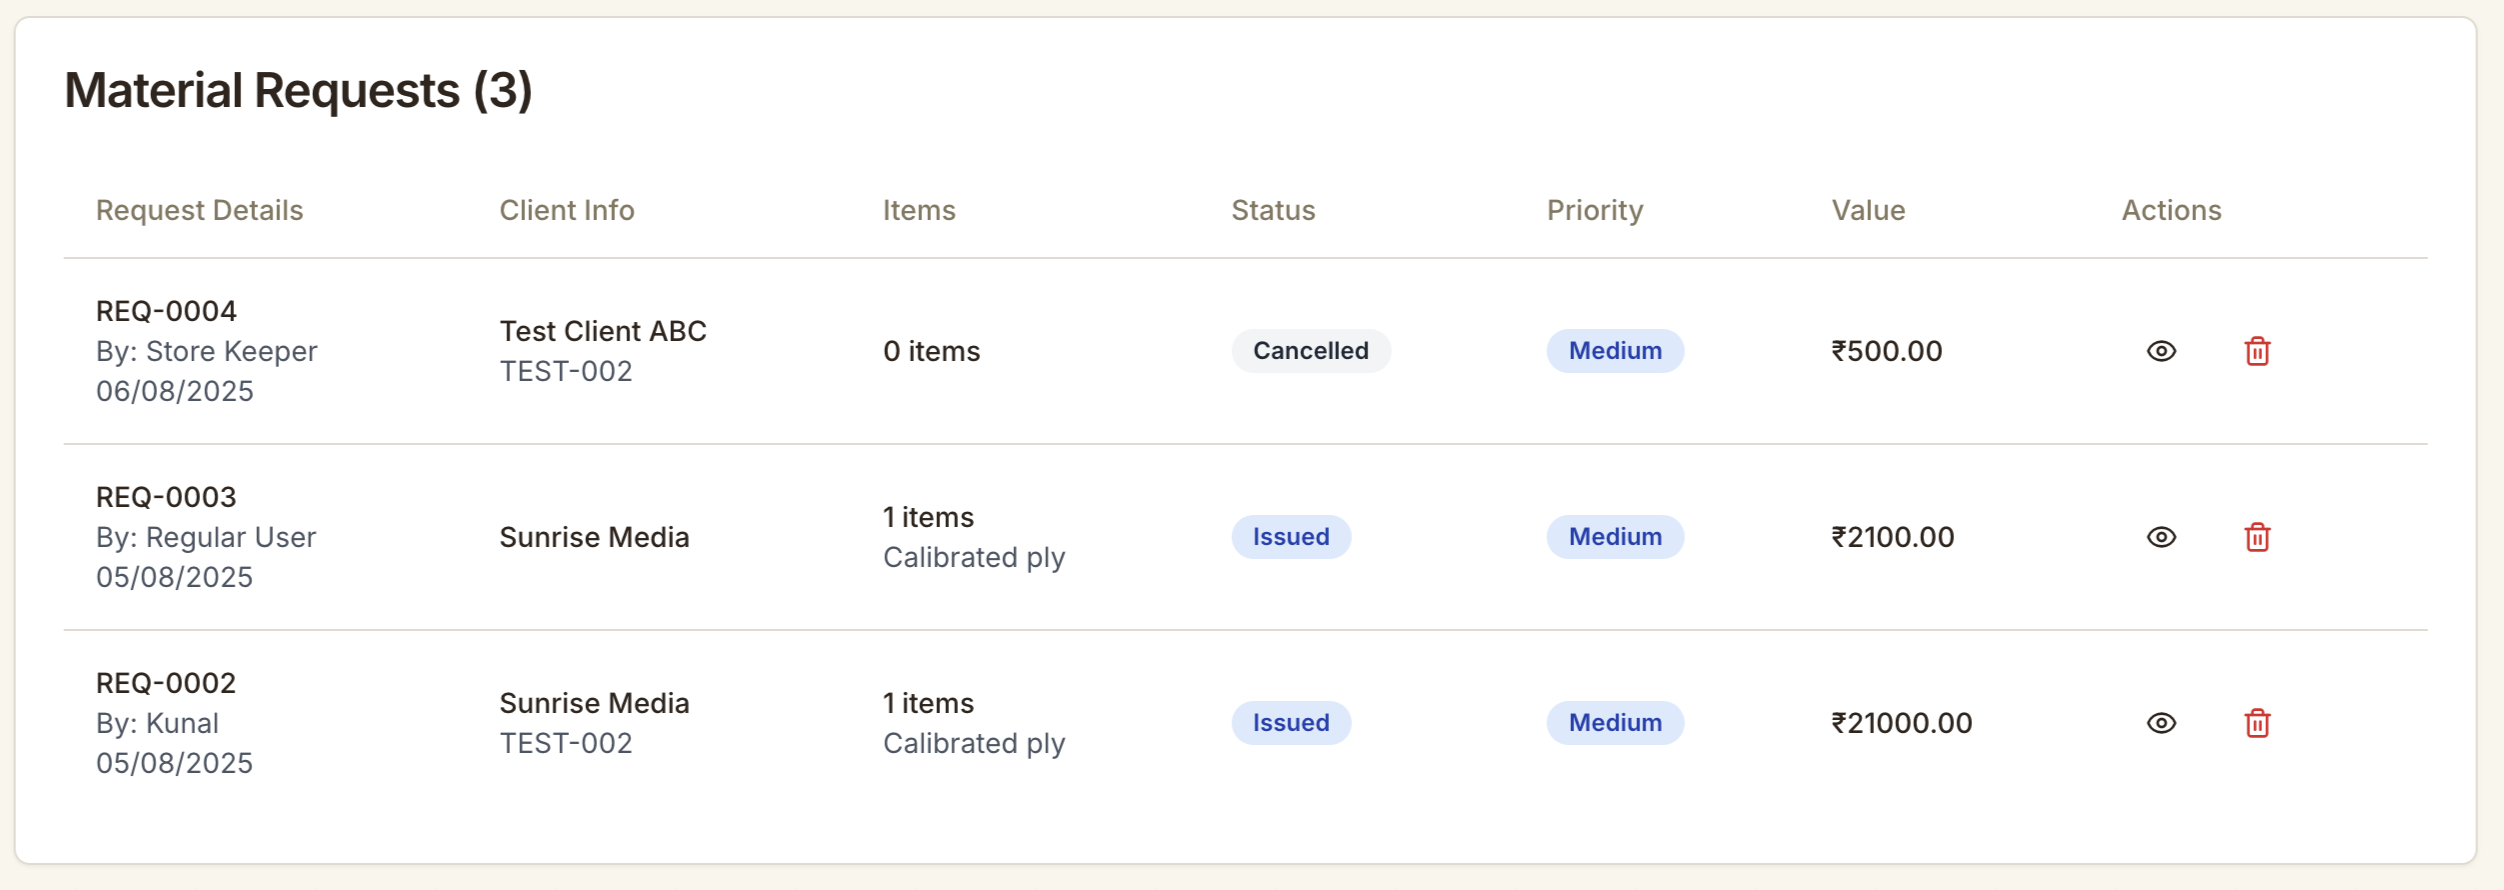 Material Requests (3)
Request Details Client Info Items Status Priority Value Actions
REQ-0004
By: Store Keeper
06/08/2025
Test Client ABC
TEST-002
0 items
Cancelled
Medium
₹500.00
REQ-0003
By: Regular User
05/08/2025
Sunrise Media
1 items
Calibrated ply
Issued
Medium
₹2100.00
REQ-0002
By: Kunal
05/08/2025
Sunrise Media
TEST-002
1 items
Calibrated ply
Issued
Medium
₹21000.00